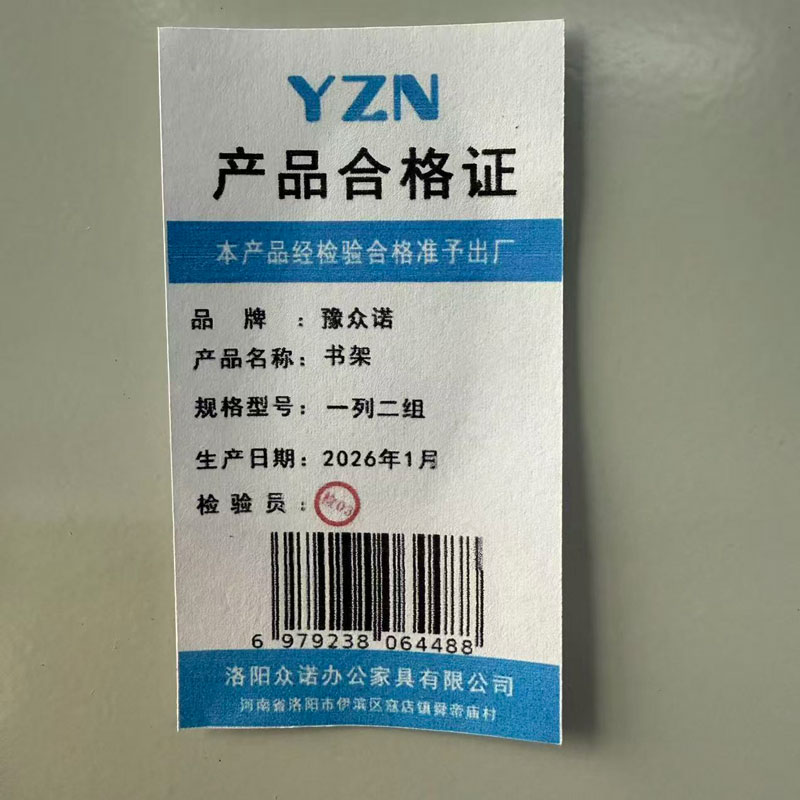 YZN
产品合格证
本产品经检验合格准予出厂
品 牌 ：豫众诺
产品名称：书架
规格型号：一列二组
生产日期：2026年1月
检验员：检03
6 979238 064488
洛阳众诺办公家具有限公司
河南省洛阳市伊滨区寇店镇舜帝庙村